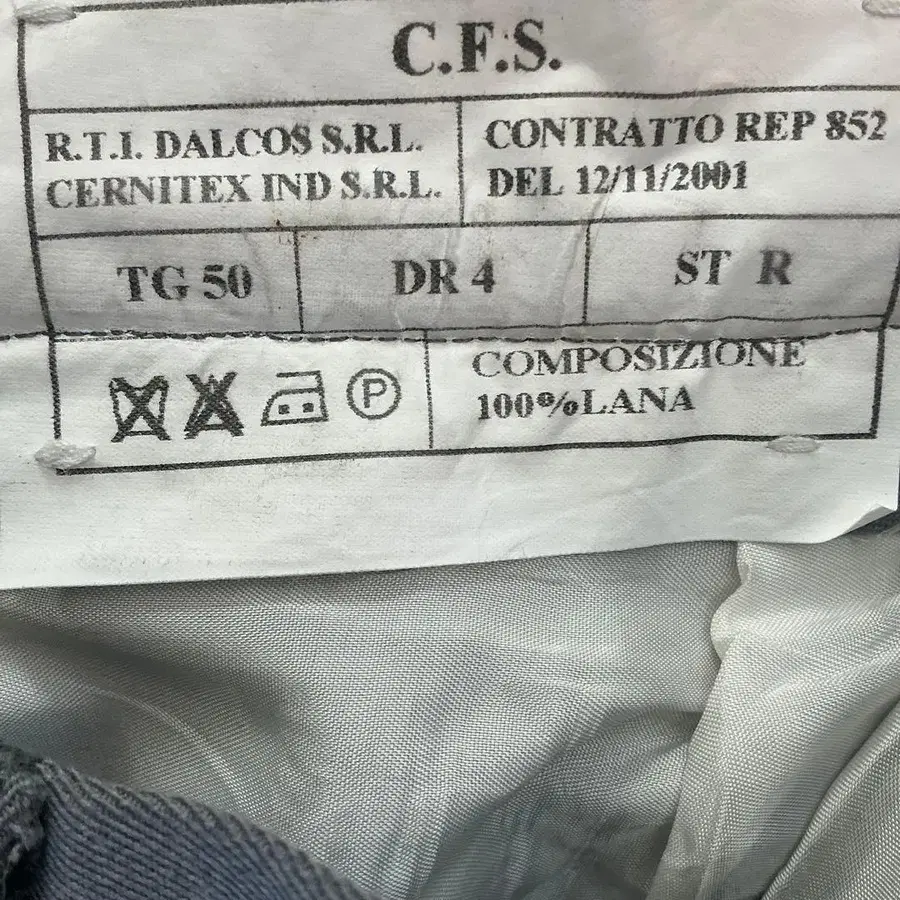 C.F.S.
R.T.I. DALCOS S.R.L.
CERNITEX IND S.R.L.
CONTRATTO REP 852
DEL 12/11/2001
TG 50
DR 4
ST R
P
COMPOSIZIONE
100%LANA